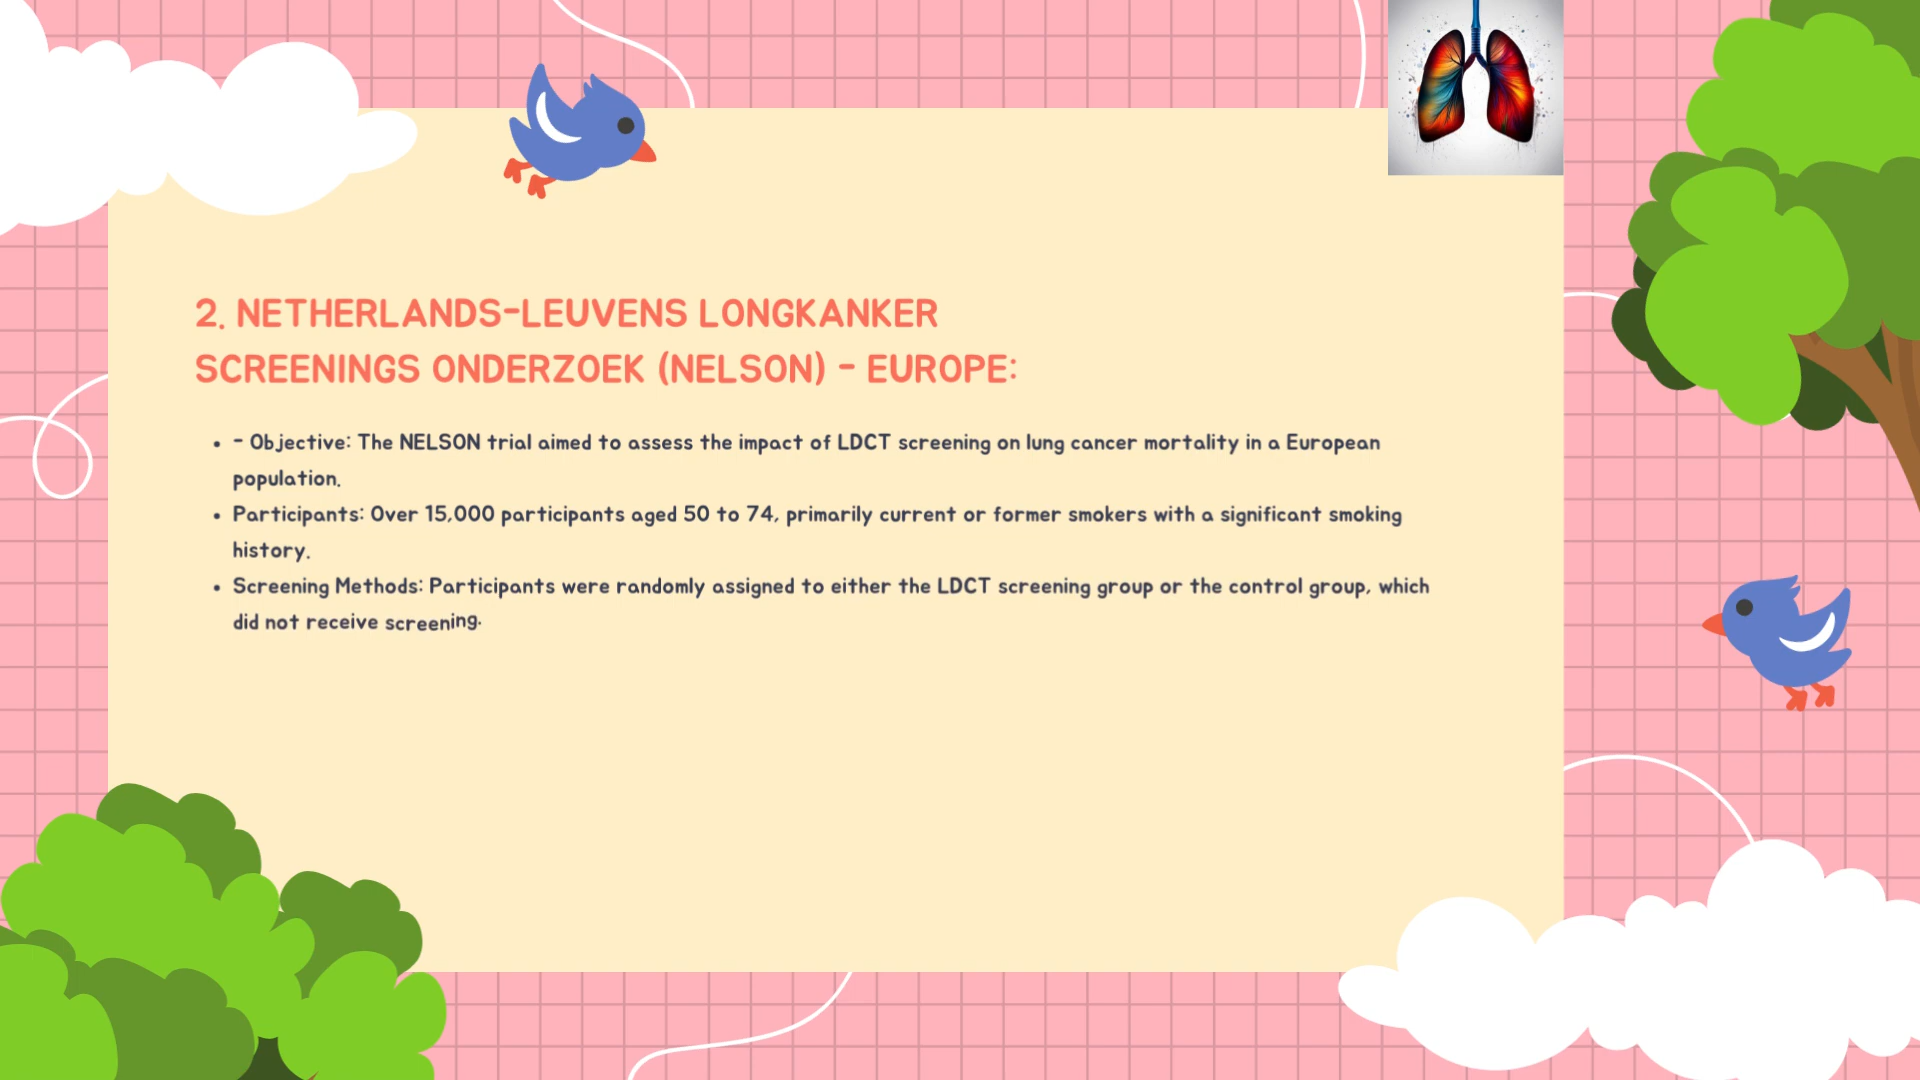 2. NETHERLANDS-LEUVENS LONGKANKER
SCREENINGS ONDERZOEK (NELSON) - EUROPE:
• - Objective: The NELSON trial aimed to assess the impact of LDCT screening on lung cancer mortality in a European
population.
• Participants: Over 15,000 participants aged 50 to 74, primarily current or former smokers with a significant smoking
history.
• Screening Methods: Participants were randomly assigned to either the LDCT screening group or the control group, which
did not receive screening.